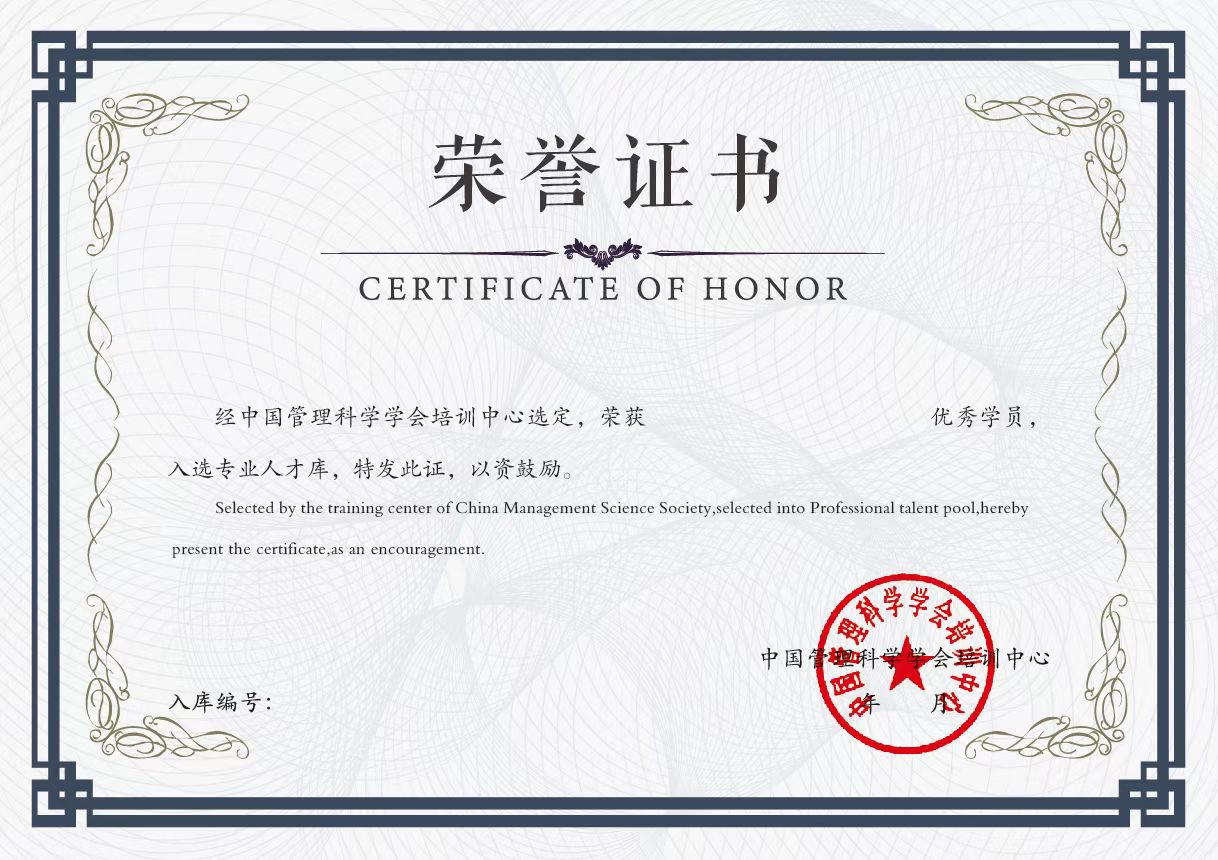 荣誉证书
CERTIFICATE OF HONOR
经中国管理科学学会培训中心选定，荣获 优秀学员，
入选专业人才库，特发此证，以资鼓励。
Selected by the training center of China Management Science Society,selected into Professional talent pool,hereby
present the certificate,as an encouragement.
中国管理科学学会培训中心
中国管理科学学会培训中心
入库编号： 年 月